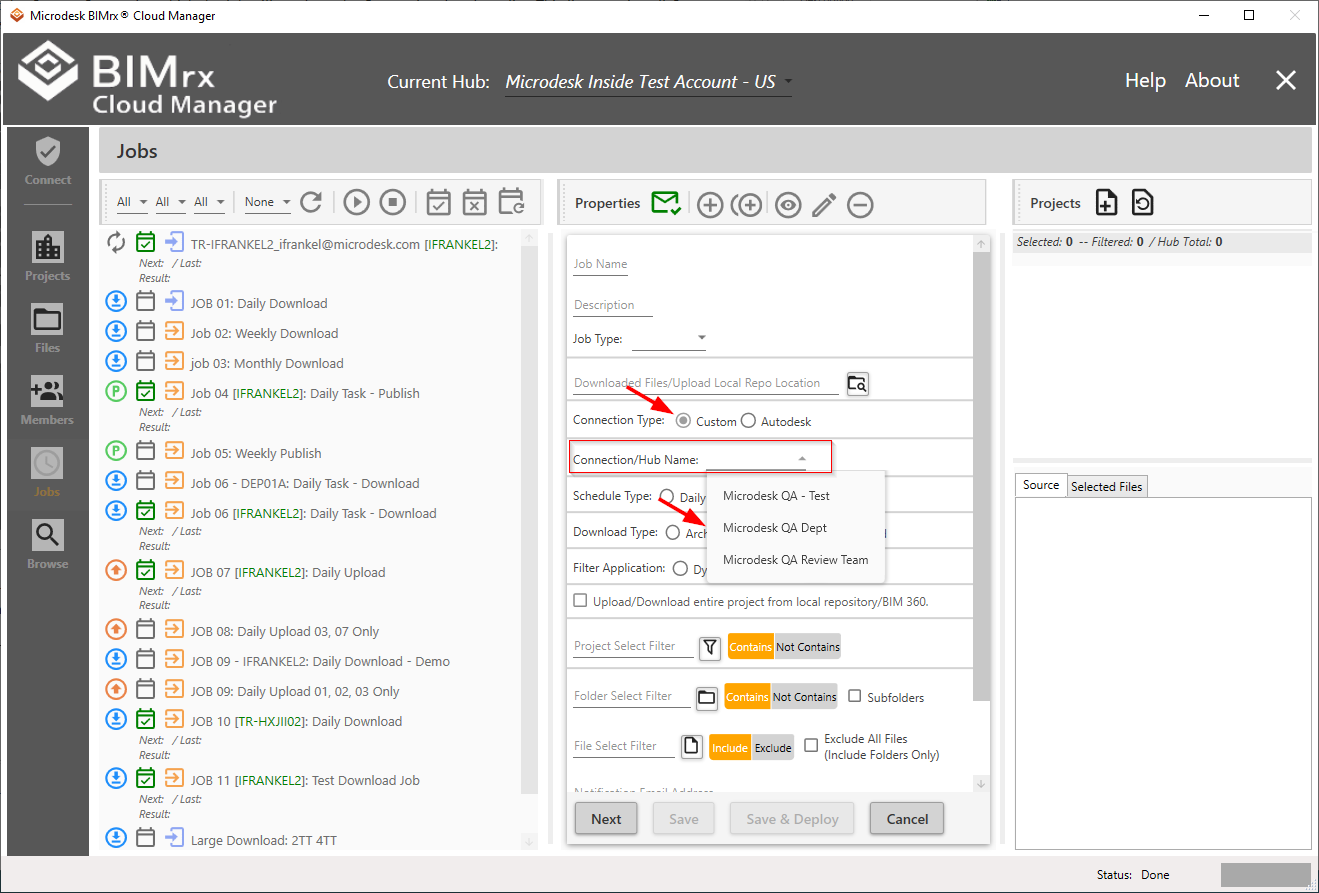 Microdesk BIMrx® Cloud Manager
BIMrx
Cloud Manager
Current Hub: Microdesk Inside Test Account - US
Help About
Connect
Projects
Files
Members
Jobs
Browse
Jobs
All All All None
TR-IFRANKEL2_ifrankel@microdesk.com [IFRANKEL2]:
Next: / Last:
Result:
JOB 01: Daily Download
Job 02: Weekly Download
job 03: Monthly Download
P Job 04 [IFRANKEL2]: Daily Task - Publish
Next: / Last:
Result:
P Job 05: Weekly Publish
Job 06 - DEP01A: Daily Task - Download
Job 06 [IFRANKEL2]: Daily Task - Download
Next: / Last:
Result:
JOB 07 [IFRANKEL2]: Daily Upload
Next: / Last:
Result:
JOB 08: Daily Upload 03, 07 Only
JOB 09 - IFRANKEL2: Daily Download - Demo
JOB 09: Daily Upload 01, 02, 03 Only
JOB 10 [TR-HXJII02]: Daily Download
Next: / Last:
Result:
JOB 11 [IFRANKEL2]: Test Download Job
Next: / Last:
Result:
Large Download: 2TT 4TT
Properties
Job Name
Description
Job Type:
Downloaded Files/Upload Local Repo Location
Connection Type: Custom Autodesk
Connection/Hub Name:
Microdesk QA - Test
Microdesk QA Dept
Microdesk QA Review Team
Schedule Type: Daily
Download Type: Arch
Filter Application: Dy
Upload/Download entire project from local repository/BIM 360.
Project Select Filter Contains Not Contains
Folder Select Filter Contains Not Contains Subfolders
File Select Filter Include Exclude Exclude All Files
(Include Folders Only)
Notification Email Address
Next Save Save & Deploy Cancel
Projects
Selected: 0 -- Filtered: 0 / Hub Total: 0
Source Selected Files
Status: Done